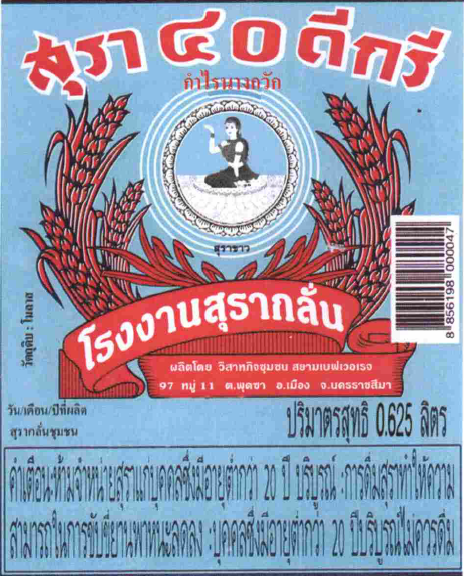 สุรา ๔๐ ดีกรี
กำไรนางกวัก
สุราขาว
โรงงานสุรากลั่น
ผลิตโดย วิสาหกิจชุมชน สยามเบฟเวอเรจ
97 หมู่ 11 ต.พุดซา อ.เมือง จ.นครราชสีมา
วัตถุดิบ : โมลาส
8 856198 000047
วัน/เดือน/ปีที่ผลิต
สุรากลั่นชุมชน
ปริมาตรสุทธิ 0.625 ลิตร
คำเตือน:ห้ามจำหน่ายสุราแก่บุคคลซึ่งมีอายุต่ำกว่า 20 ปี บริบูรณ์ :การดื่มสุราทำให้ความ
สามารถในการขับขี่ยานพาหนะลดลง :บุคคลซึ่งมีอายุต่ำกว่า 20 ปีบริบูรณ์ไม่ควรดื่ม